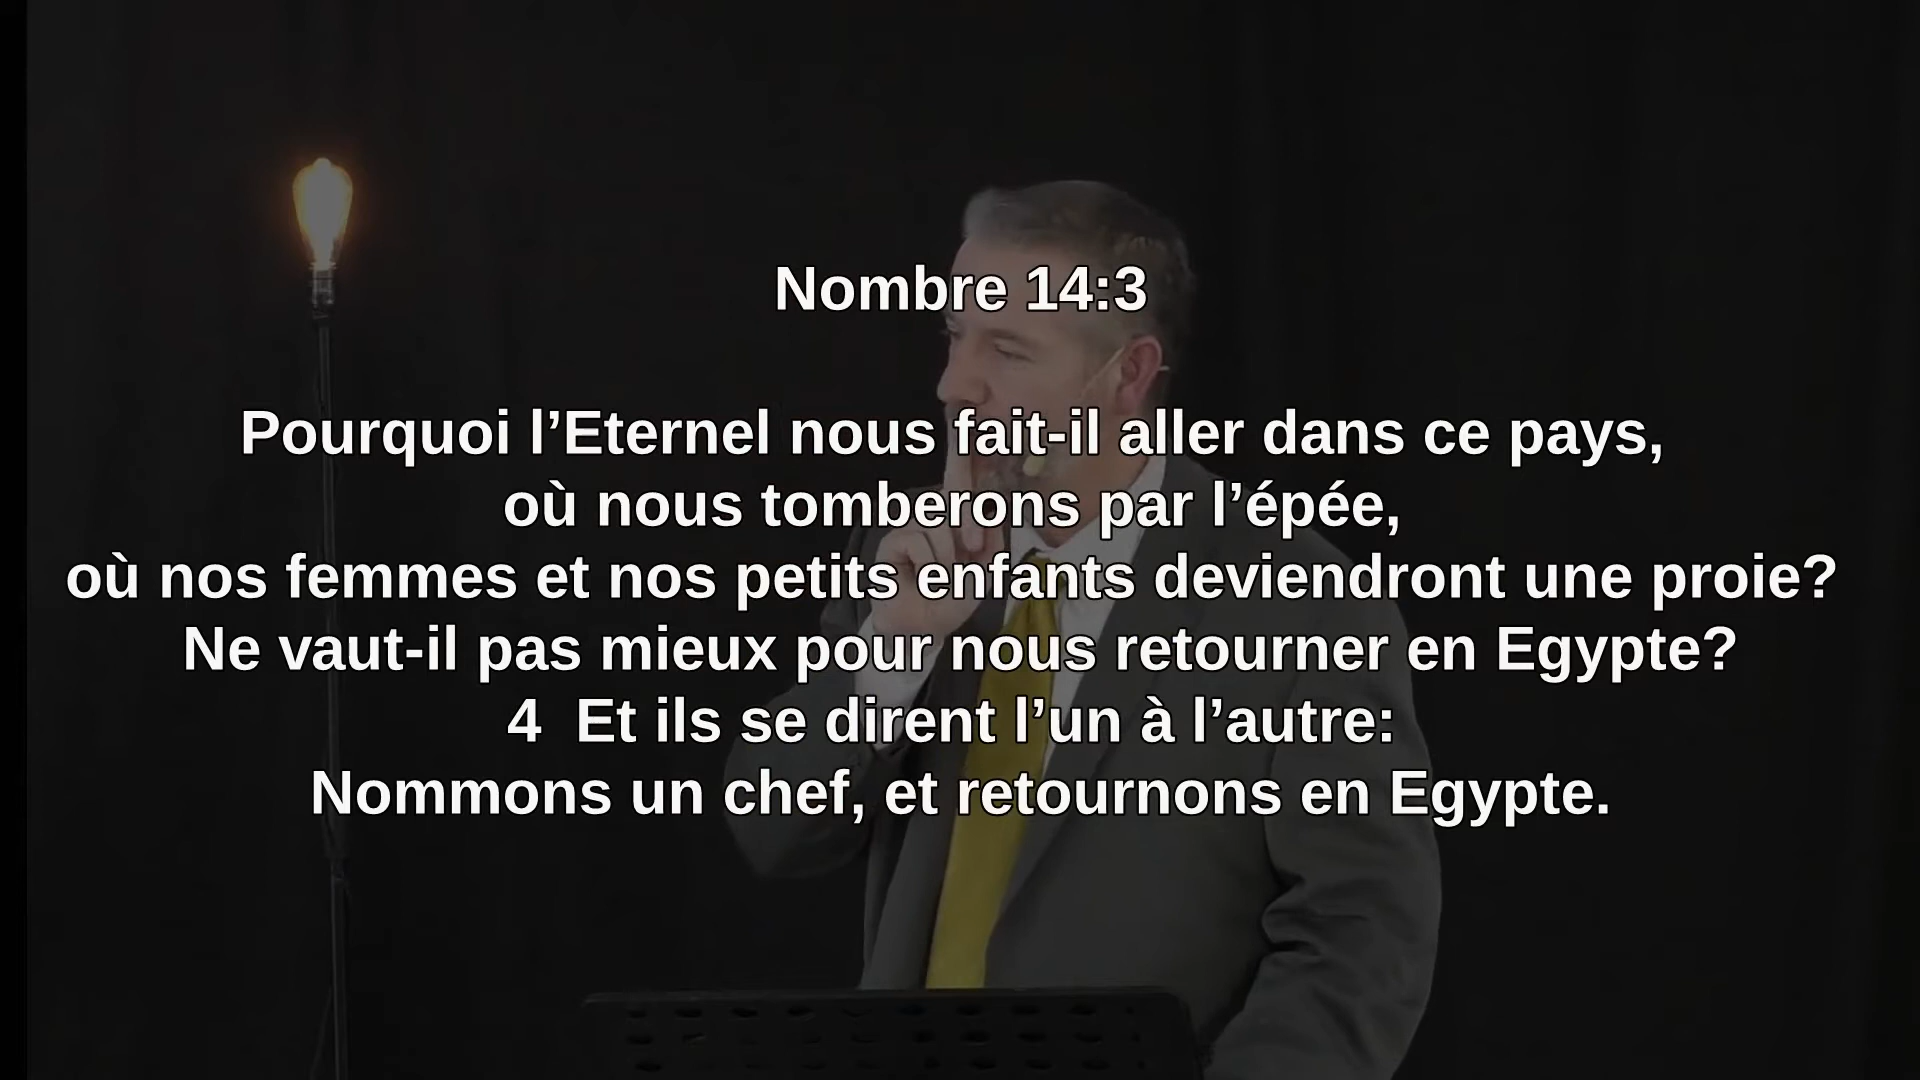 Nombre 14:3
Pourquoi l’Eternel nous fait-il aller dans ce pays,
où nous tomberons par l’épée,
où nos femmes et nos petits enfants deviendront une proie?
Ne vaut-il pas mieux pour nous retourner en Egypte?
4  Et ils se dirent l’un à l’autre:
Nommons un chef, et retournons en Egypte.